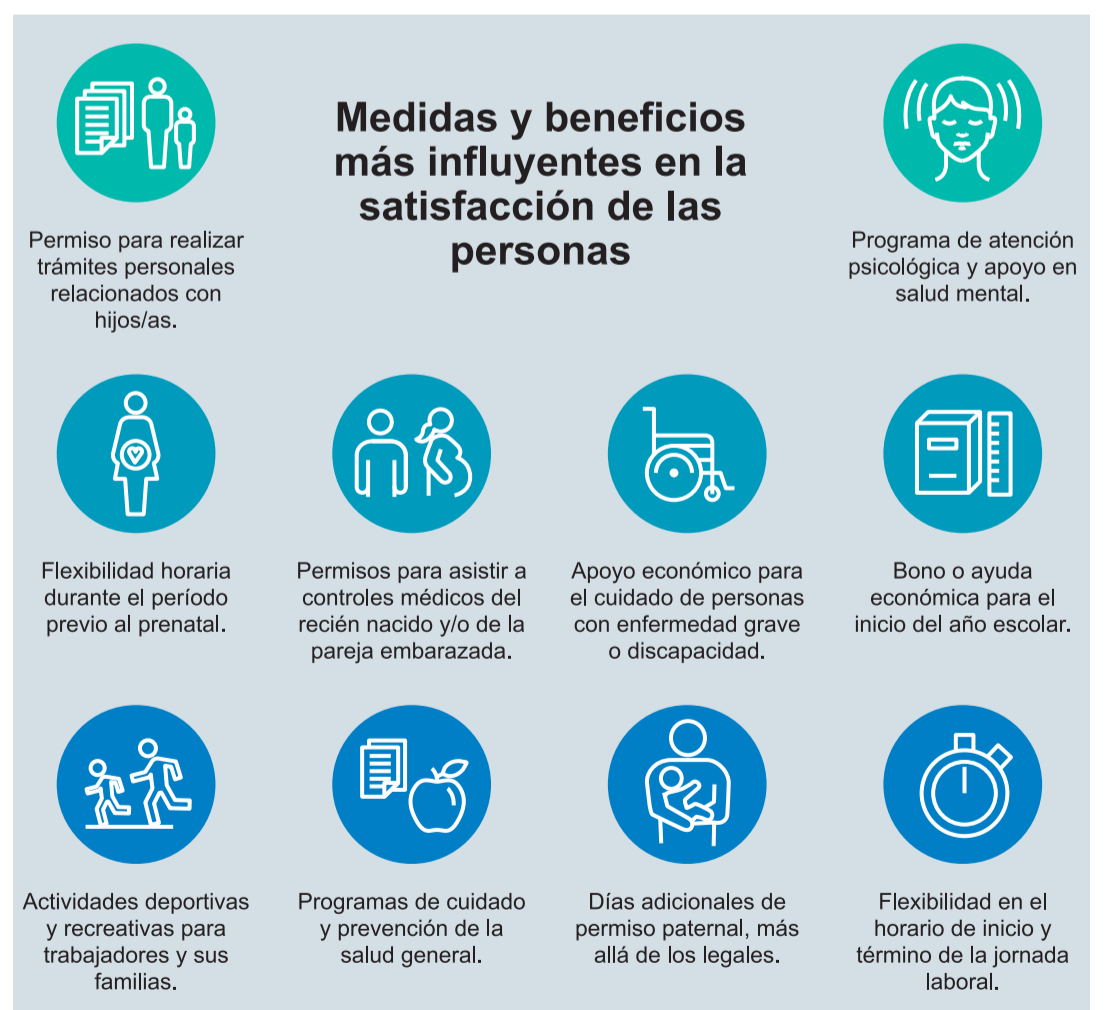 Medidas y beneficios
más influyentes en la
satisfacción de las
personas
Permiso para realizar
trámites personales
relacionados con
hijos/as.
Programa de atención
psicológica y apoyo en
salud mental.
Flexibilidad horaria
durante el período
previo al prenatal.
Permisos para asistir a
controles médicos del
recién nacido y/o de la
pareja embarazada.
Apoyo económico para
el cuidado de personas
con enfermedad grave
o discapacidad.
Bono o ayuda
económica para el
inicio del año escolar.
Actividades deportivas
y recreativas para
trabajadores y sus
familias.
Programas de cuidado
y prevención de la
salud general.
Días adicionales de
permiso paternal, más
allá de los legales.
Flexibilidad en el
horario de inicio y
término de la jornada
laboral.